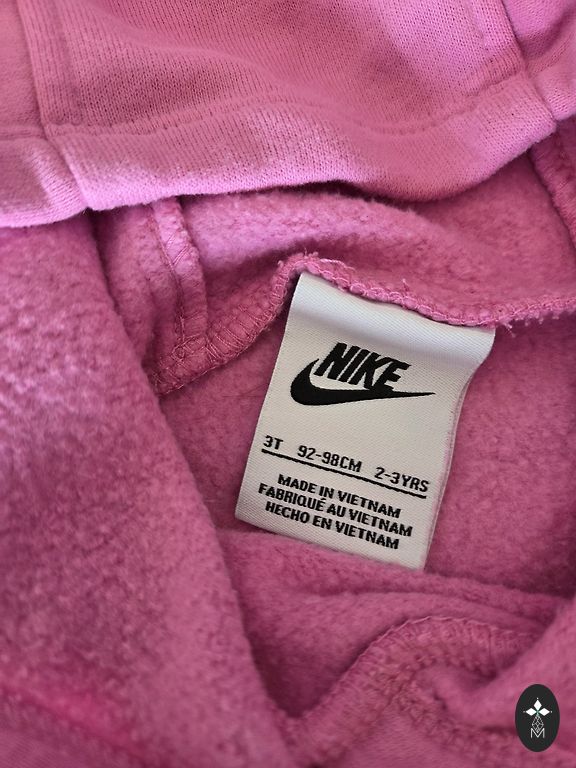 NIKE
3T 92-98CM 2-3YRS
MADE IN VIETNAM
FABRIQUÉ AU VIETNAM
HECHO EN VIETNAM
M